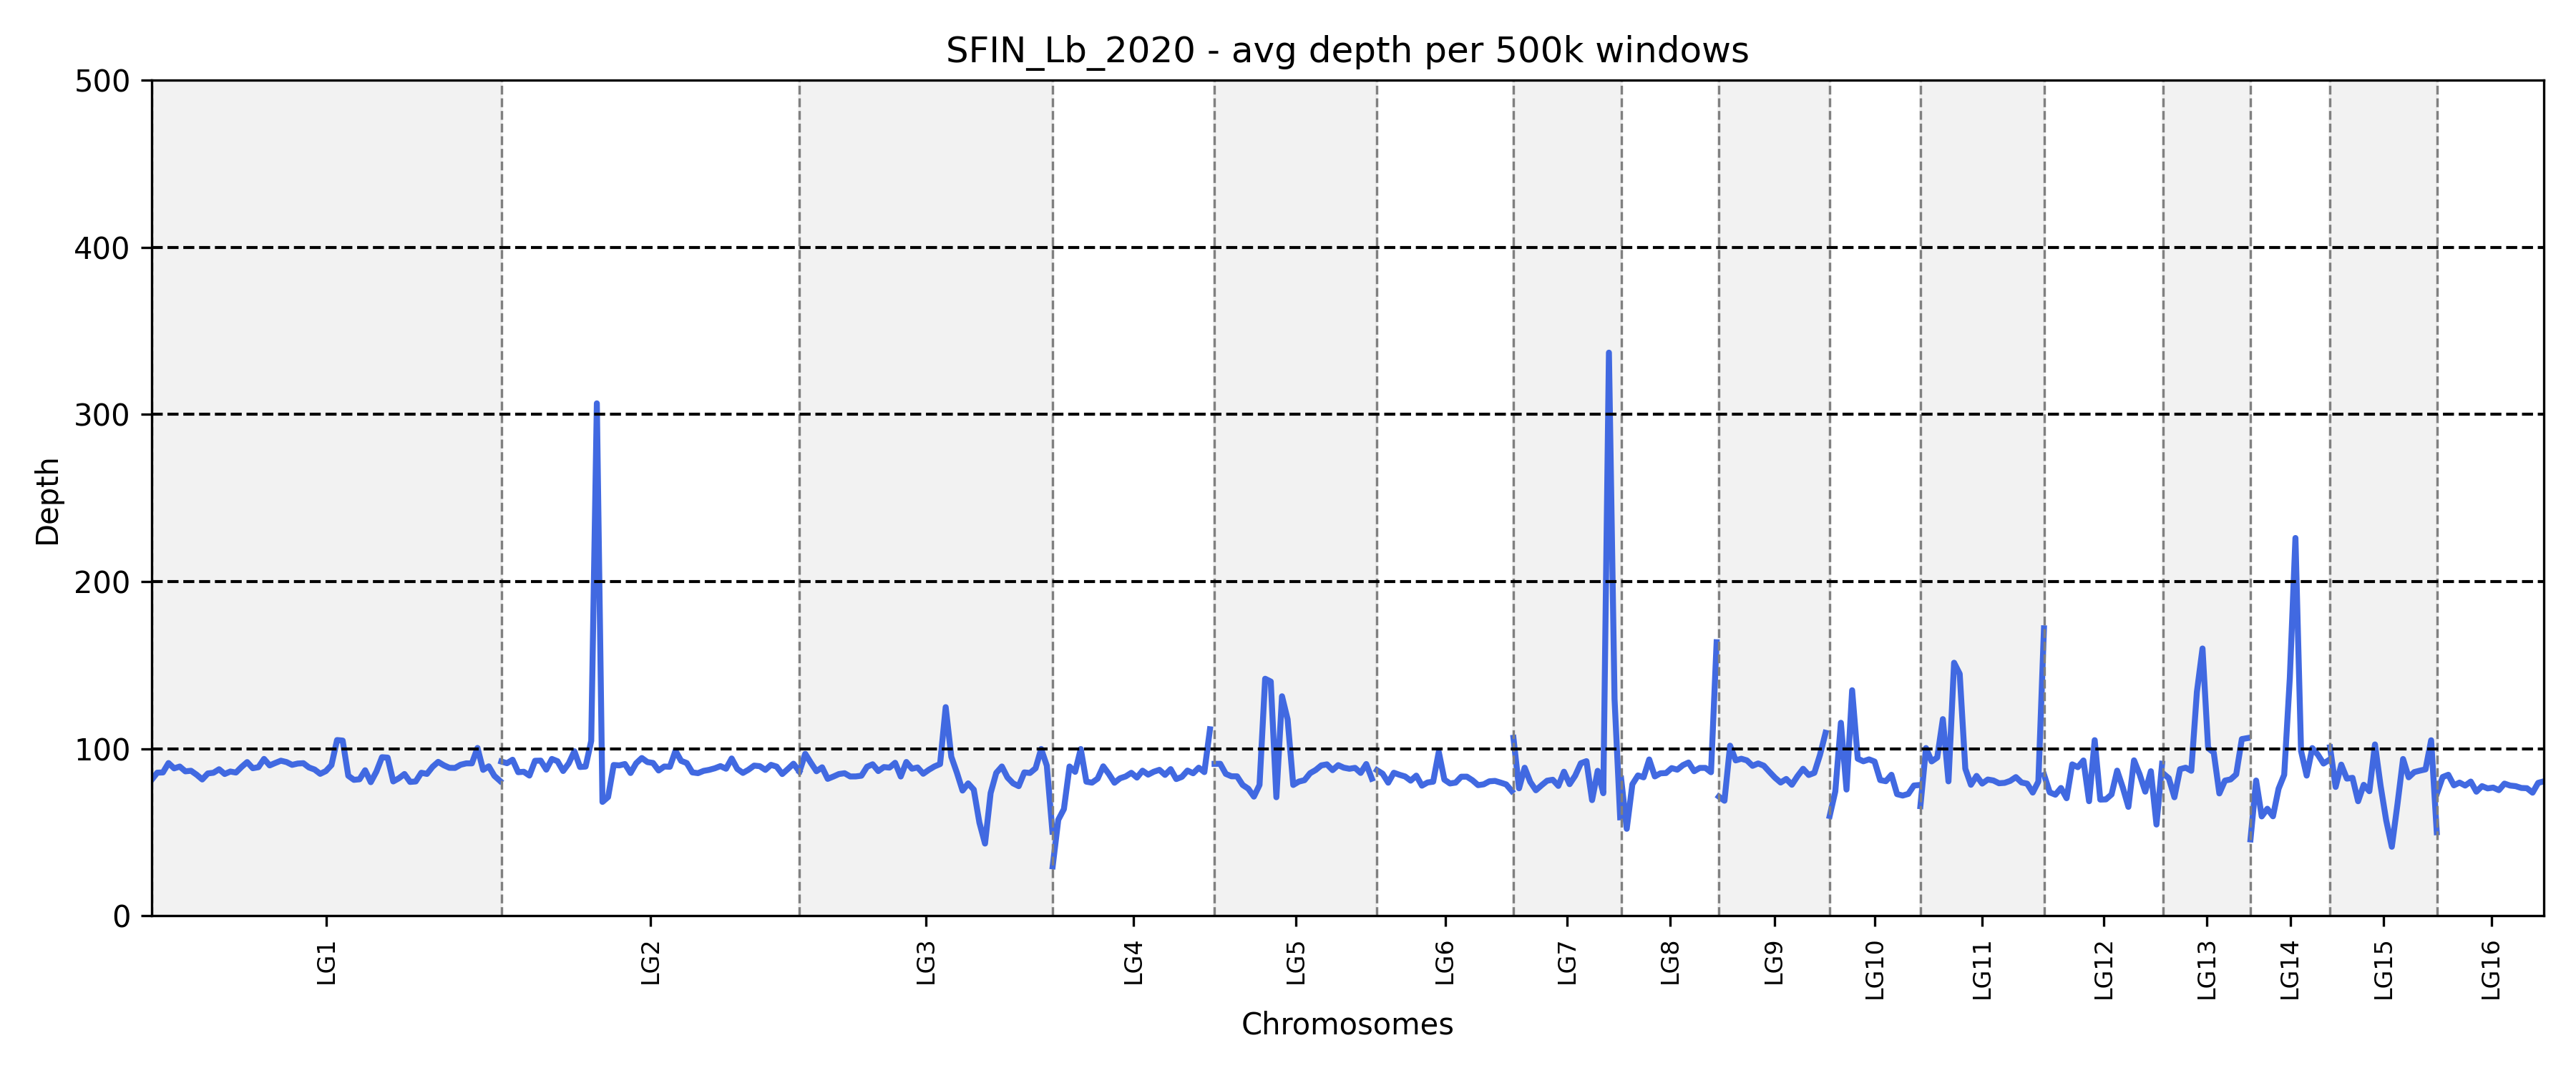 SFIN_Lb_2020 - avg depth per 500k windows
500
400
300
200
100
0
Depth
LG1
LG2
LG3
LG4
LG5
LG6
LG7
LG8
LG9
LG10
LG11
LG12
LG13
LG14
LG15
LG16
Chromosomes